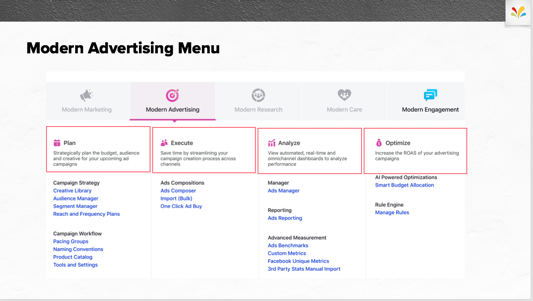 Modern Advertising Menu
Modern Marketing
Modern Advertising
Modern Research
Modern Care
Modern Engagement
Plan
Strategically plan the budget, audience
and creative for your upcoming ad
campaigns
Campaign Strategy
Creative Library
Audience Manager
Segment Manager
Reach and Frequency Plans
Campaign Workflow
Pacing Groups
Naming Conventions
Product Catalog
Tools and Settings
Execute
Save time by streamlining your
campaign creation process across
channels
Ads Compositions
Ads Composer
Import (Bulk)
One Click Ad Buy
Analyze
View automated, real-time and
omnichannel dashboards to analyze
performance
Manager
Ads Manager
Reporting
Ads Reporting
Advanced Measurement
Ads Benchmarks
Custom Metrics
Facebook Unique Metrics
3rd Party Stats Manual Import
Optimize
Increase the ROAS of your advertising
campaigns
AI Powered Optimizations
Smart Budget Allocation
Rule Engine
Manage Rules